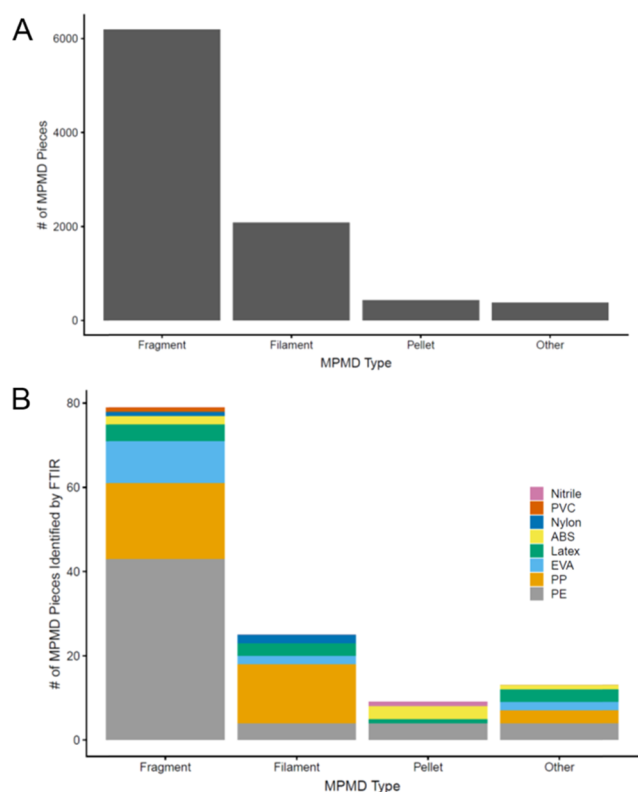 A
# of MPMD Pieces
6000
4000
2000
0
Fragment Filament Pellet Other
MPMD Type
B
# of MPMD Pieces Identified by FTIR
80
60
40
20
0
Nitrile
PVC
Nylon
ABS
Latex
EVA
PP
PE
Fragment Filament Pellet Other
MPMD Type